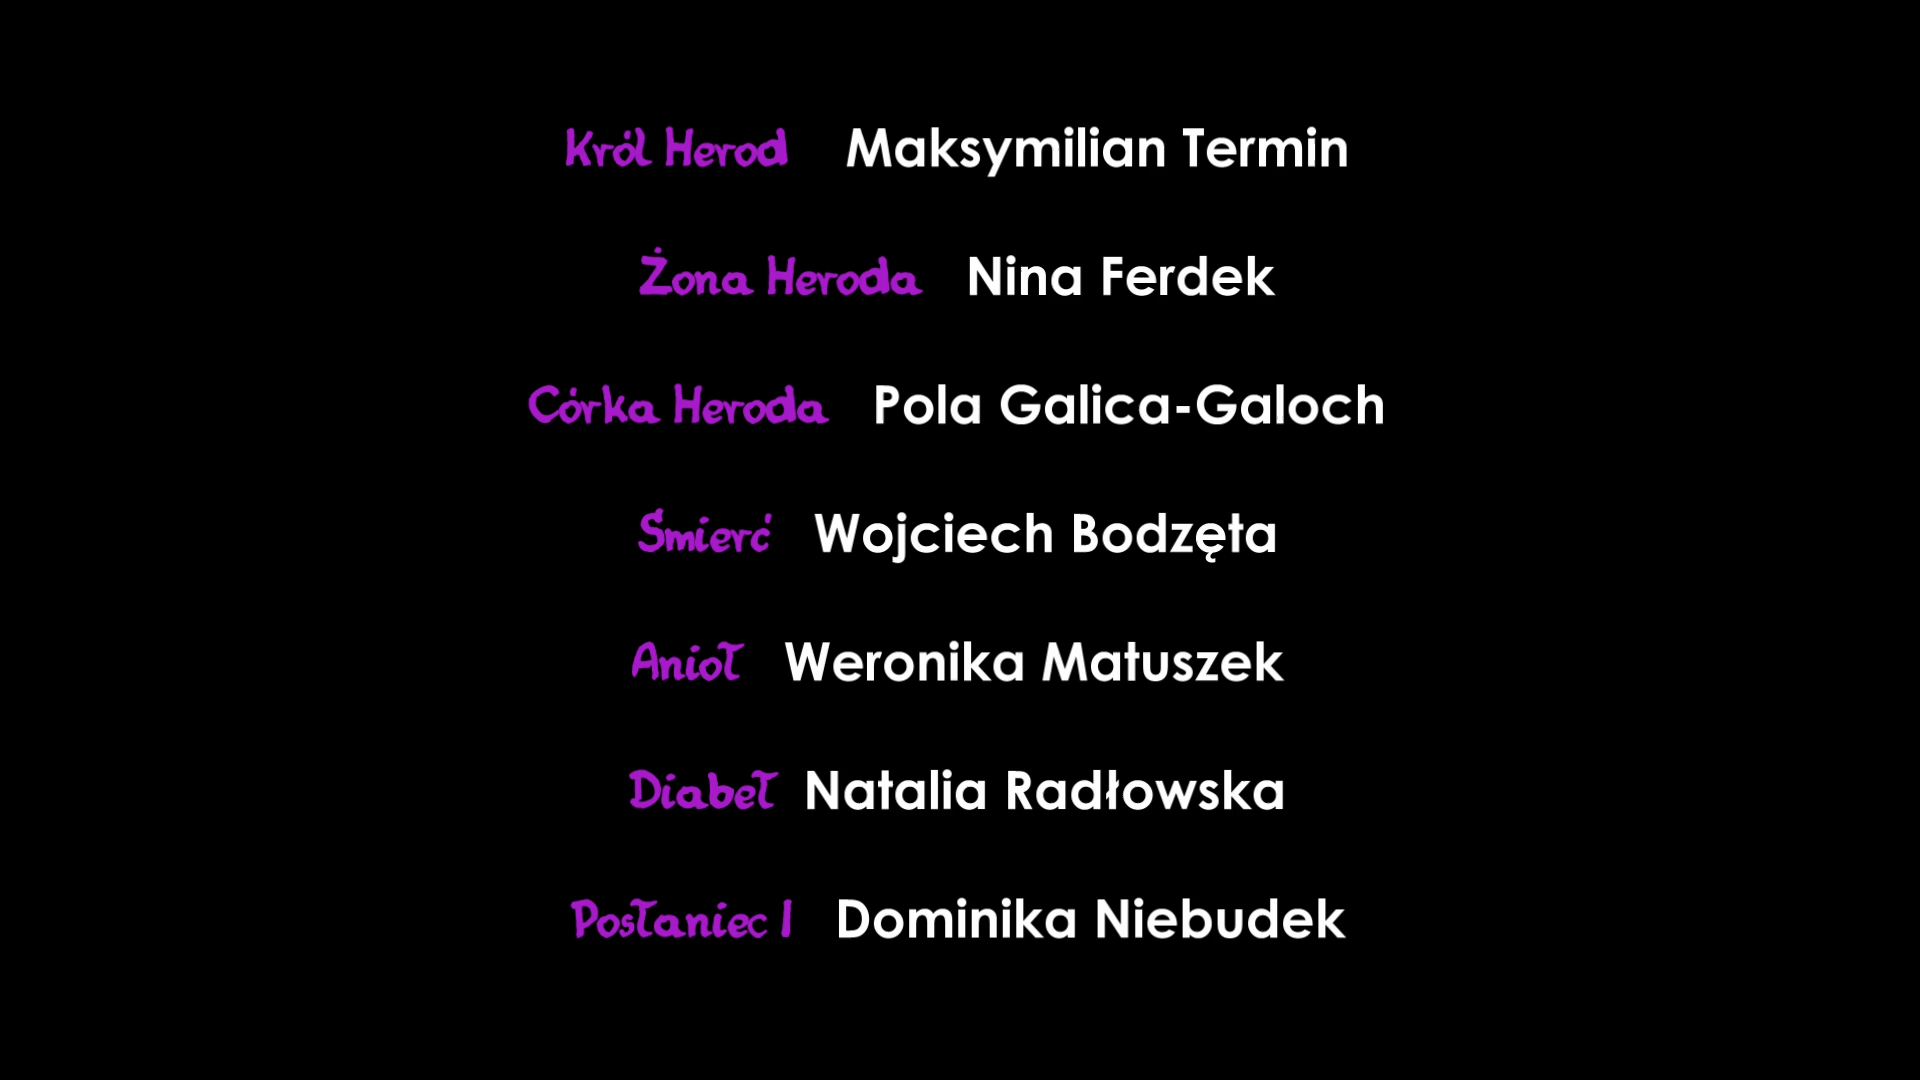 Król Herod Maksymilian Termin
Żona Heroda Nina Ferdek
Córka Heroda Pola Galica-Galoch
Śmierć Wojciech Bodzęta
Anioł Weronika Matuszek
Diabeł Natalia Radłowska
Posłaniec I Dominika Niebudek